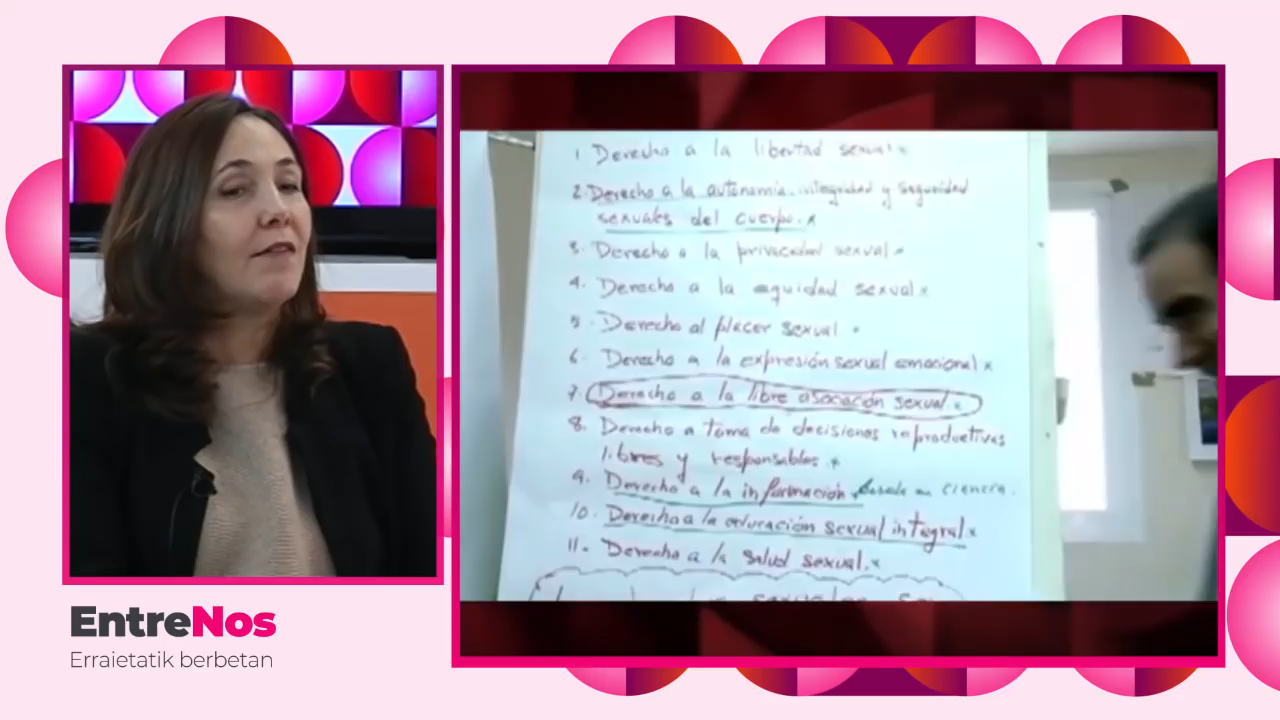 1 Derecho a la libertad sexual x
2. Derecho a la autonomía, integridad y seguridad
sexuales del cuerpo. x
3. Derecho a la privacidad sexual x
4. Derecho a la equidad sexual x
5. Derecho al placer sexual
6. Derecho a la expresión sexual emocional x
7. Derecho a la libre asocación sexual. x
8. Derecho a toma de decisiones reproductivas
libres y responsables. x
9. Derecho a la información basada en ciencia.
10. Derecho a la educación sexual integral x
11. Derecho a la salud sexual. x
sexuales
EntreNos
Erraietatik berbetan